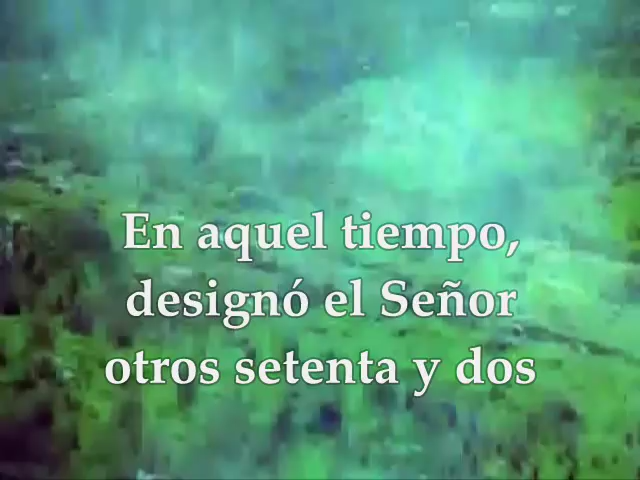 En aquel tiempo,
designó el Señor
otros setenta y dos